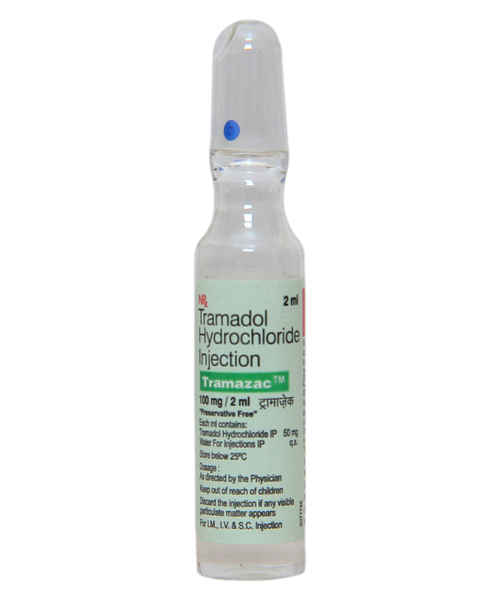 NRx 2 ml
Tramadol
Hydrochloride
Injection
Tramazac™
100 mg / 2 ml ट्रामाज़ेक
"Preservative Free"
Each ml contains:
Tramadol Hydrochloride IP 50 mg
Water For Injections IP q.s.
Store below 25ºC
Dosage :
As directed by the Physician
Keep out of reach of children
Discard the injection if any visible
particulate matter appears
For I.M., I.V. & S.C. Injection